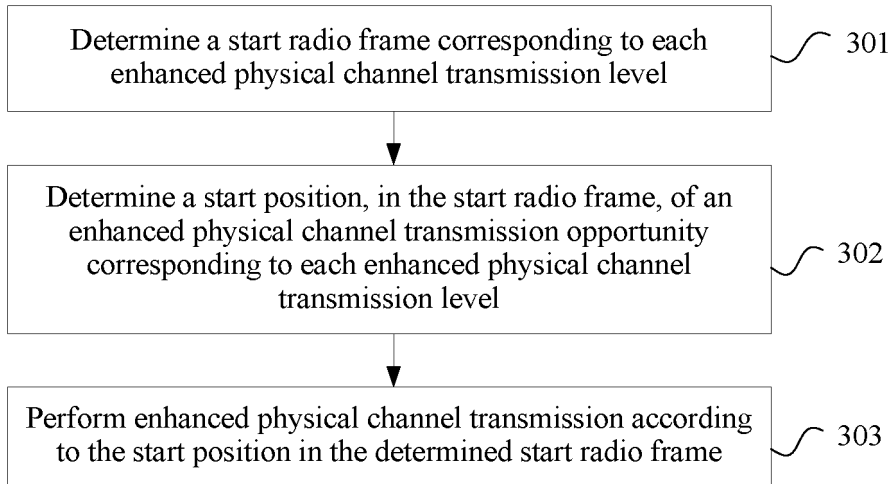 Determine a start radio frame corresponding to each
enhanced physical channel transmission level
301
Determine a start position, in the start radio frame, of an
enhanced physical channel transmission opportunity
corresponding to each enhanced physical channel
transmission level
302
Perform enhanced physical channel transmission according
to the start position in the determined start radio frame
303